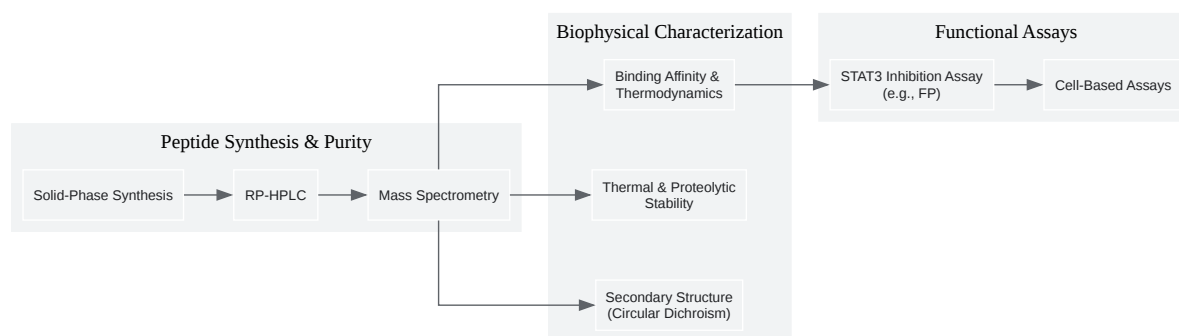 Peptide Synthesis & Purity
Solid-Phase Synthesis
RP-HPLC
Mass Spectrometry
Biophysical Characterization
Binding Affinity &
Thermodynamics
Thermal & Proteolytic
Stability
Secondary Structure
(Circular Dichroism)
Functional Assays
STAT3 Inhibition Assay
(e.g., FP)
Cell-Based Assays